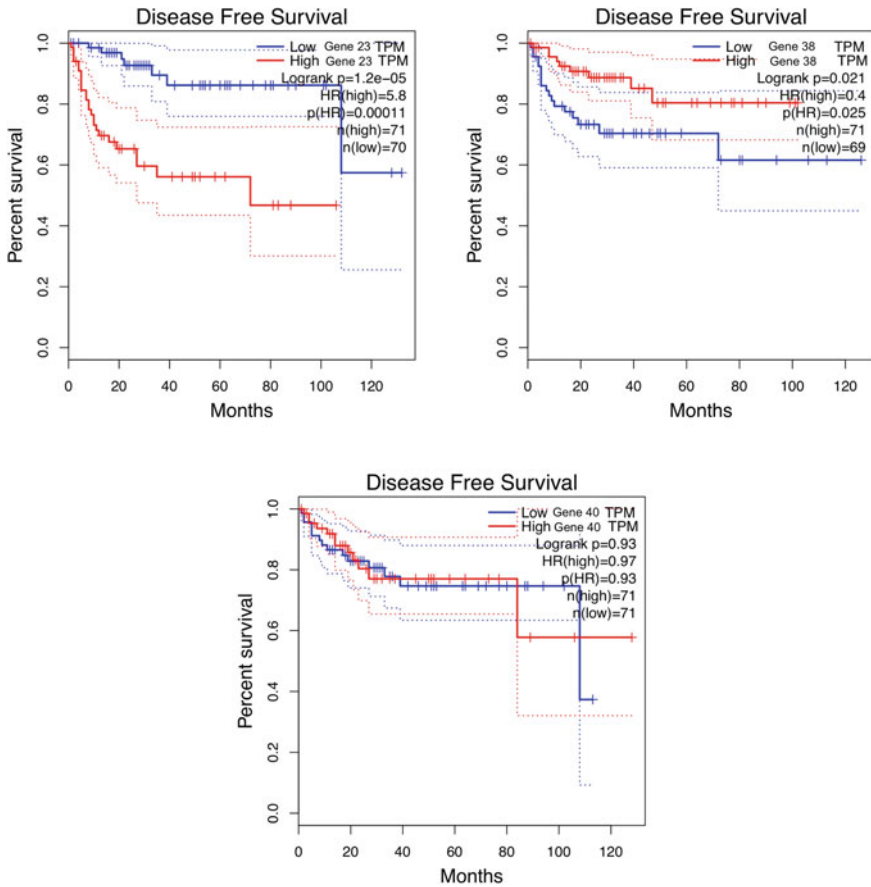 Disease Free Survival
Low Gene 23 TPM
High Gene 23 TPM
Logrank p=1.2e-05
HR(high)=5.8
p(HR)=0.00011
n(high)=71
n(low)=70
Percent survival
1.0
0.8
0.6
0.4
0.2
0.0
0 20 40 60 80 100 120
Months
Disease Free Survival
Low Gene 38 TPM
High Gene 38 TPM
Logrank p=0.021
HR(high)=0.4
p(HR)=0.025
n(high)=71
n(low)=69
Percent survival
1.0
0.8
0.6
0.4
0.2
0.0
0 20 40 60 80 100 120
Months
Disease Free Survival
Low Gene 40 TPM
High Gene 40 TPM
Logrank p=0.93
HR(high)=0.97
p(HR)=0.93
n(high)=71
n(low)=71
Percent survival
1.0
0.8
0.6
0.4
0.2
0.0
0 20 40 60 80 100 120
Months